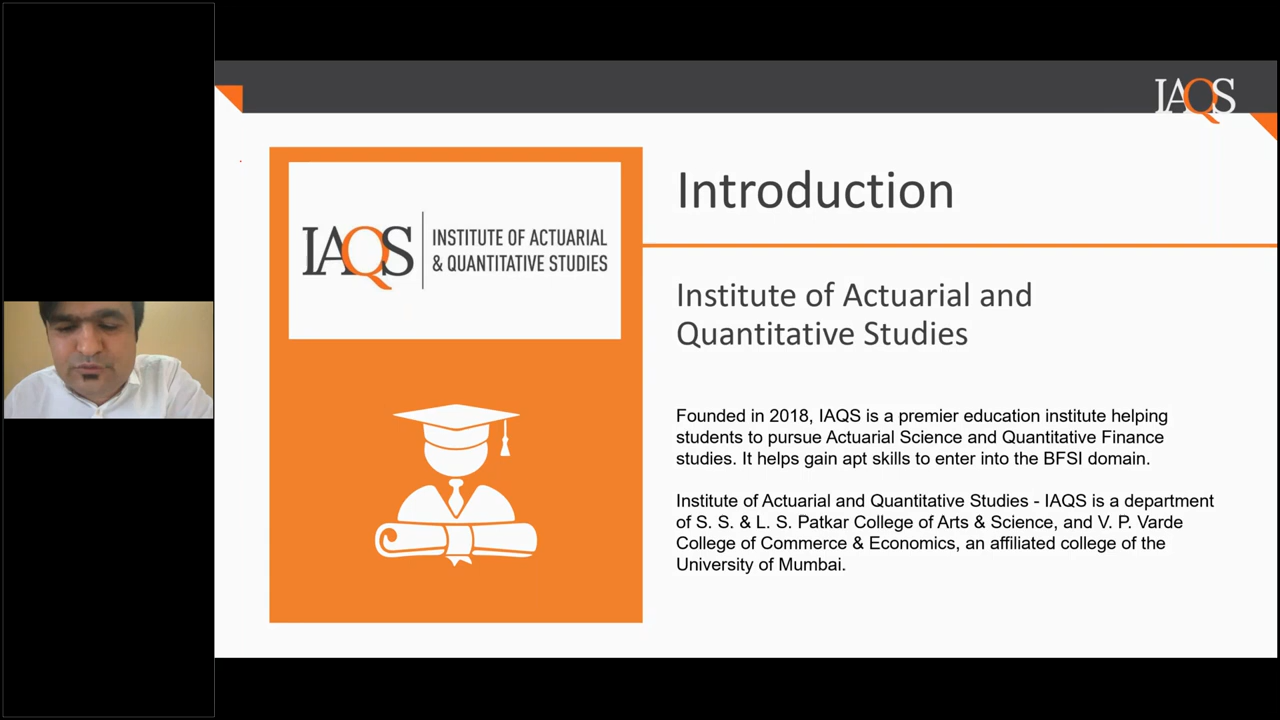 IAQS
IAQS
INSTITUTE OF ACTUARIAL
& QUANTITATIVE STUDIES
Introduction
Institute of Actuarial and
Quantitative Studies
Founded in 2018, IAQS is a premier education institute helping
students to pursue Actuarial Science and Quantitative Finance
studies. It helps gain apt skills to enter into the BFSI domain.
Institute of Actuarial and Quantitative Studies - IAQS is a department
of S. S. & L. S. Patkar College of Arts & Science, and V. P. Varde
College of Commerce & Economics, an affiliated college of the
University of Mumbai.